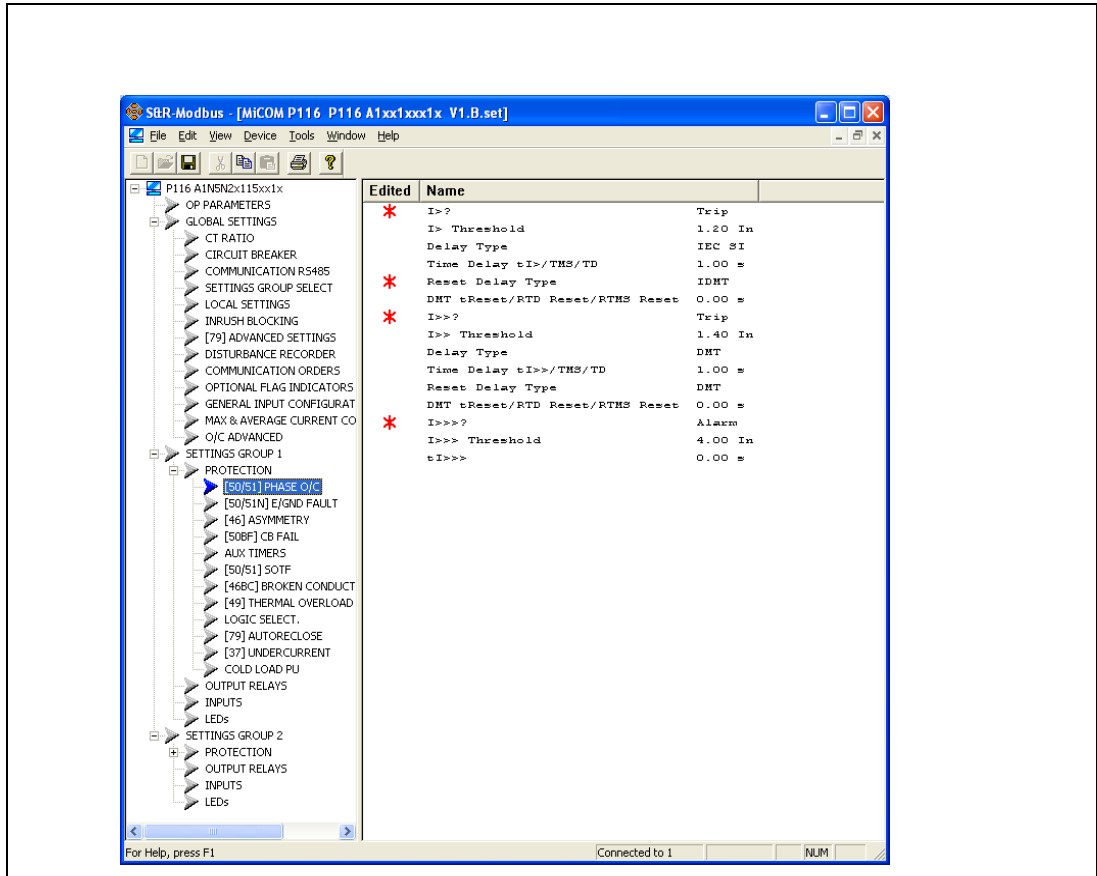 S&R-Modbus - [MiCOM P116 P116 A1xx1xxx1x V1.B.set]
File Edit View Device Tools Window Help
P116 A1N5N2x115xx1x
OP PARAMETERS
GLOBAL SETTINGS
CT RATIO
CIRCUIT BREAKER
COMMUNICATION RS485
SETTINGS GROUP SELECT
LOCAL SETTINGS
INRUSH BLOCKING
[79] ADVANCED SETTINGS
DISTURBANCE RECORDER
COMMUNICATION ORDERS
OPTIONAL FLAG INDICATORS
GENERAL INPUT CONFIGURAT
MAX & AVERAGE CURRENT CO
O/C ADVANCED
SETTINGS GROUP 1
PROTECTION
[50/51] PHASE O/C
[50/51N] E/GND FAULT
[46] ASYMMETRY
[50BF] CB FAIL
AUX TIMERS
[50/51] SOTF
[46BC] BROKEN CONDUCT
[49] THERMAL OVERLOAD
LOGIC SELECT.
[79] AUTORECLOSE
[37] UNDERCURRENT
COLD LOAD PU
OUTPUT RELAYS
INPUTS
LEDs
SETTINGS GROUP 2
PROTECTION
OUTPUT RELAYS
INPUTS
LEDs
Edited Name
I>? Trip
I> Threshold 1.20 In
Delay Type IEC SI
Time Delay tI>/TMS/TD 1.00 s
Reset Delay Type IDMT
DMT tReset/RTD Reset/RTMS Reset 0.00 s
I>>? Trip
I>> Threshold 1.40 In
Delay Type DMT
Time Delay tI>>/TMS/TD 1.00 s
Reset Delay Type DMT
DMT tReset/RTD Reset/RTMS Reset 0.00 s
I>>>? Alarm
I>>> Threshold 4.00 In
tI>>> 0.00 s
For Help, press F1 Connected to 1 NUM